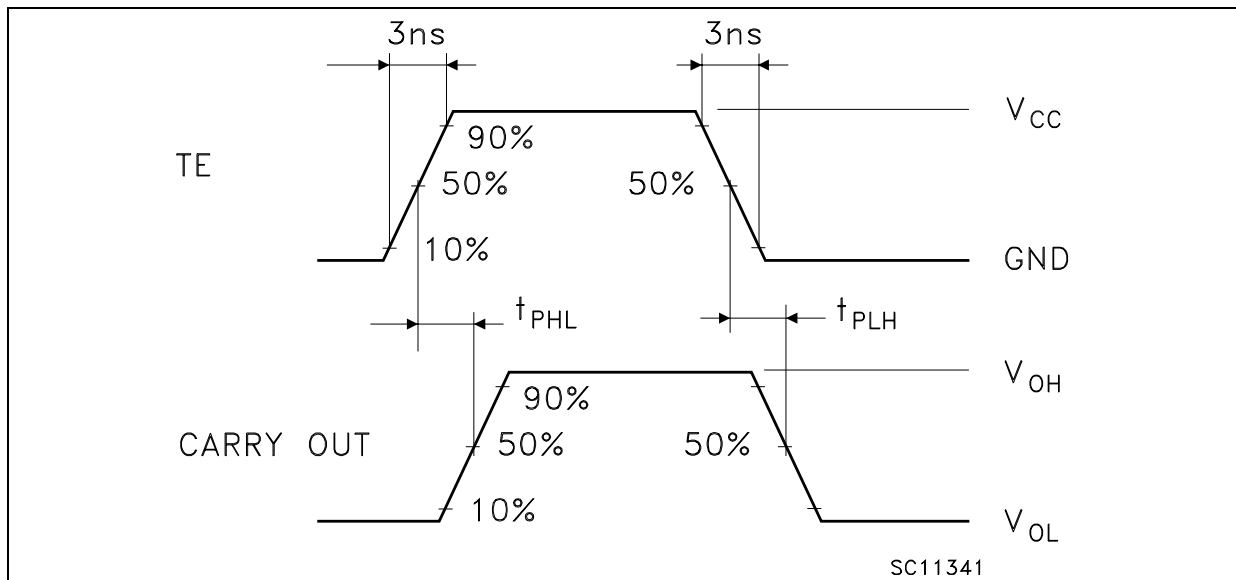 3ns 3ns
V_CC
90%
TE
50% 50%
10%
GND
t_PHL t_PLH
V_OH
90%
CARRY OUT 50% 50%
10%
V_OL
SC11341